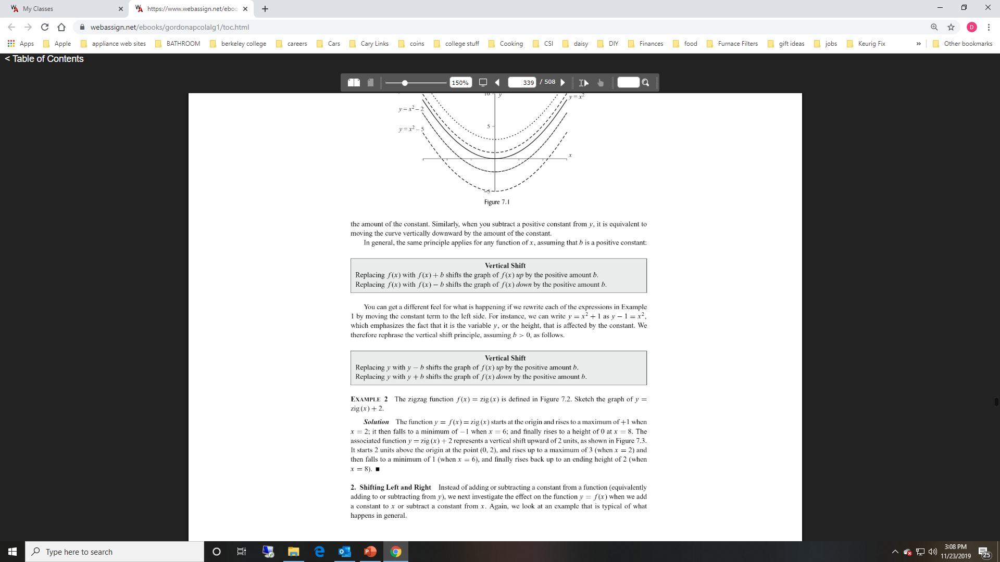 My Classes
https://www.webassign.net/eboo
webassign.net/ebooks/gordonapcolalg1/toc.html
D
Apps Apple appliance web sites BATHROOM berkeley college careers Cars Cary Links coins college stuff Cooking CSI daisy DIY Finances food Furnace Filters gift ideas jobs Keurig Fix » Other bookmarks
< Table of Contents
150% 339 / 508
10 y
y = x²
y = x² – 2
5
y = x² – 5
x
–5
Figure 7.1
the amount of the constant. Similarly, when you subtract a positive constant from y, it is equivalent to
moving the curve vertically downward by the amount of the constant.
In general, the same principle applies for any function of x, assuming that b is a positive constant:
Vertical Shift
Replacing f(x) with f(x) + b shifts the graph of f(x) up by the positive amount b.
Replacing f(x) with f(x) − b shifts the graph of f(x) down by the positive amount b.
You can get a different feel for what is happening if we rewrite each of the expressions in Example
1 by moving the constant term to the left side. For instance, we can write y = x² + 1 as y − 1 = x²,
which emphasizes the fact that it is the variable y, or the height, that is affected by the constant. We
therefore rephrase the vertical shift principle, assuming b > 0, as follows.
Vertical Shift
Replacing y with y − b shifts the graph of f(x) up by the positive amount b.
Replacing y with y + b shifts the graph of f(x) down by the positive amount b.
EXAMPLE 2 The zigzag function f(x) = zig (x) is defined in Figure 7.2. Sketch the graph of y =
zig (x) + 2.
Solution The function y = f(x) = zig (x) starts at the origin and rises to a maximum of +1 when
x = 2; it then falls to a minimum of −1 when x = 6; and finally rises to a height of 0 at x = 8. The
associated function y = zig (x) + 2 represents a vertical shift upward of 2 units, as shown in Figure 7.3.
It starts 2 units above the origin at the point (0, 2), and rises up to a maximum of 3 (when x = 2) and
then falls to a minimum of 1 (when x = 6), and finally rises back up to an ending height of 2 (when
x = 8). ■
2. Shifting Left and Right Instead of adding or subtracting a constant from a function (equivalently
adding to or subtracting from y), we next investigate the effect on the function y = f(x) when we add
a constant to x or subtract a constant from x. Again, we look at an example that is typical of what
happens in general.
Type here to search
3:08 PM
11/23/2019
25